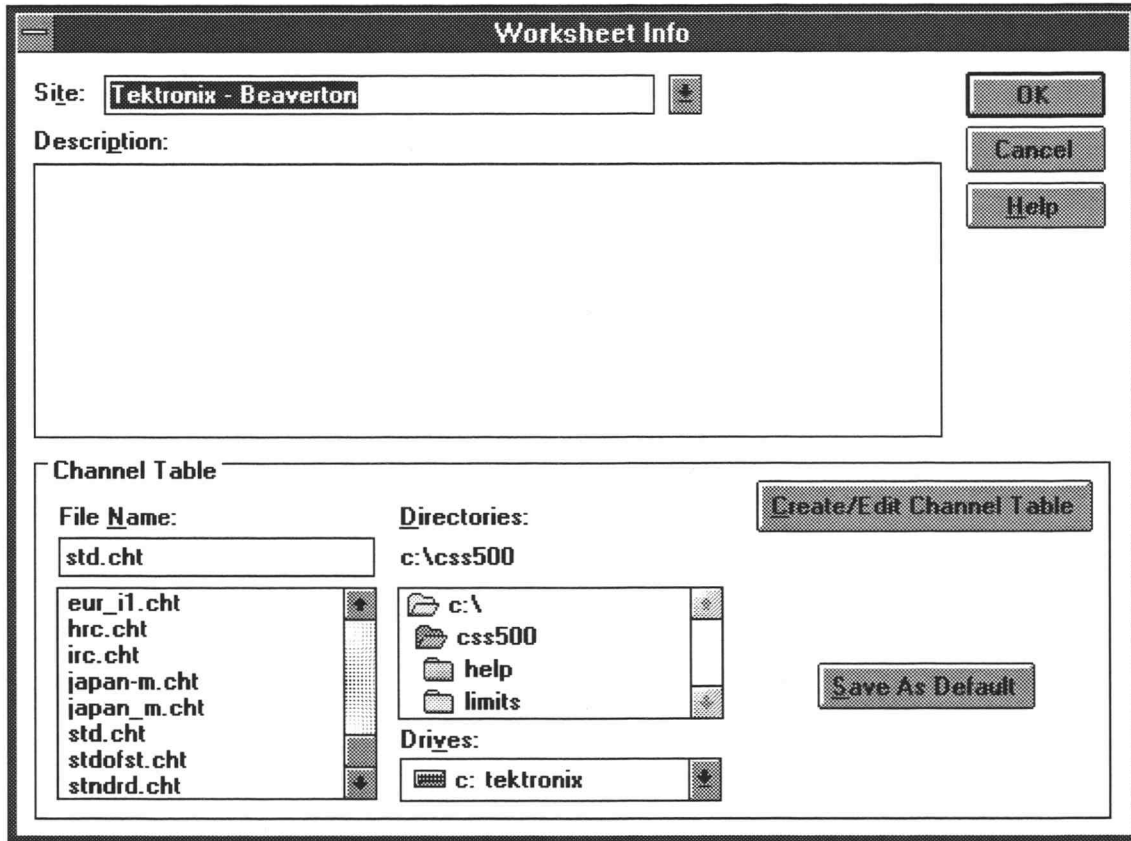 Worksheet Info
Site: Tektronix - Beaverton
OK
Description:
Cancel
Help
Channel Table
File Name:
Directories:
Create/Edit Channel Table
std.cht
c:\css500
eur_i1.cht
hrc.cht
irc.cht
japan-m.cht
japan_m.cht
std.cht
stdofst.cht
stndrd.cht
c:\
css500
help
limits
Save As Default
Drives:
c: tektronix